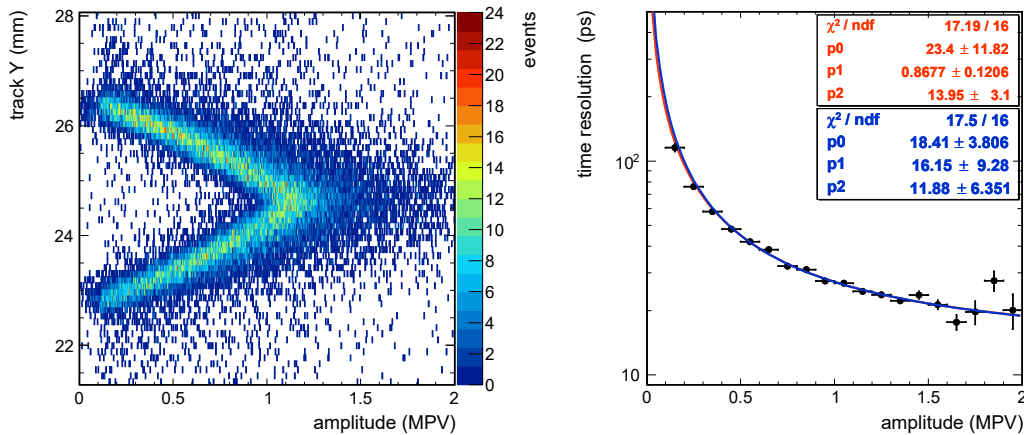 track Y (mm)
28
26
24
22
0
0.5
1
1.5
2
amplitude (MPV)
events
24
22
20
18
16
14
12
10
8
6
4
2
0
time resolution (ps)
10²
10
0
0.5
1
1.5
2
amplitude (MPV)
χ² / ndf 17.19 / 16
p0 23.4 ± 11.82
p1 0.8677 ± 0.1206
p2 13.95 ± 3.1
χ² / ndf 17.5 / 16
p0 18.41 ± 3.806
p1 16.15 ± 9.28
p2 11.88 ± 6.351